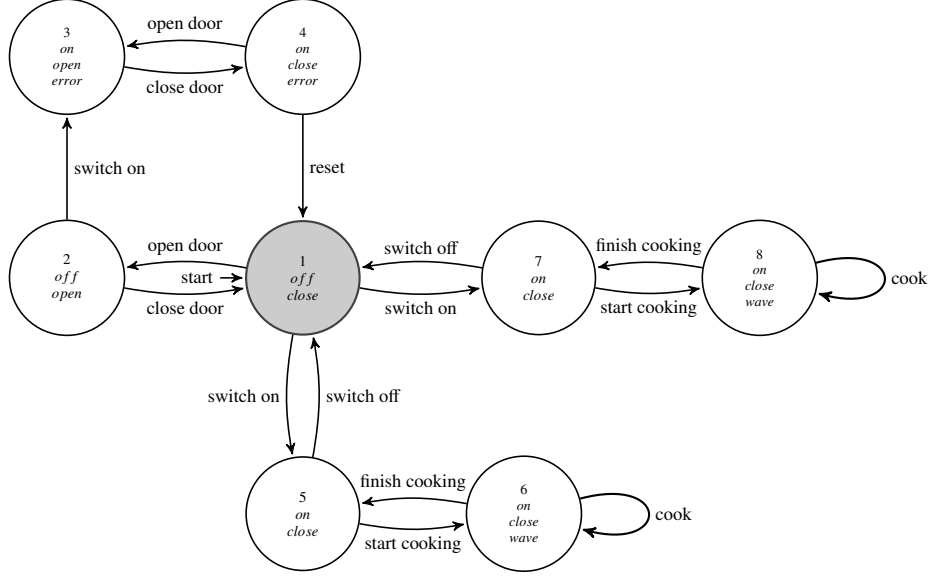 3
on
open
error
open door
close door
4
on
close
error
switch on
reset
2
off
open
open door
start
close door
1
off
close
switch off
switch on
7
on
close
finish cooking
start cooking
8
on
close
wave
cook
switch on
switch off
5
on
close
finish cooking
start cooking
6
on
close
wave
cook